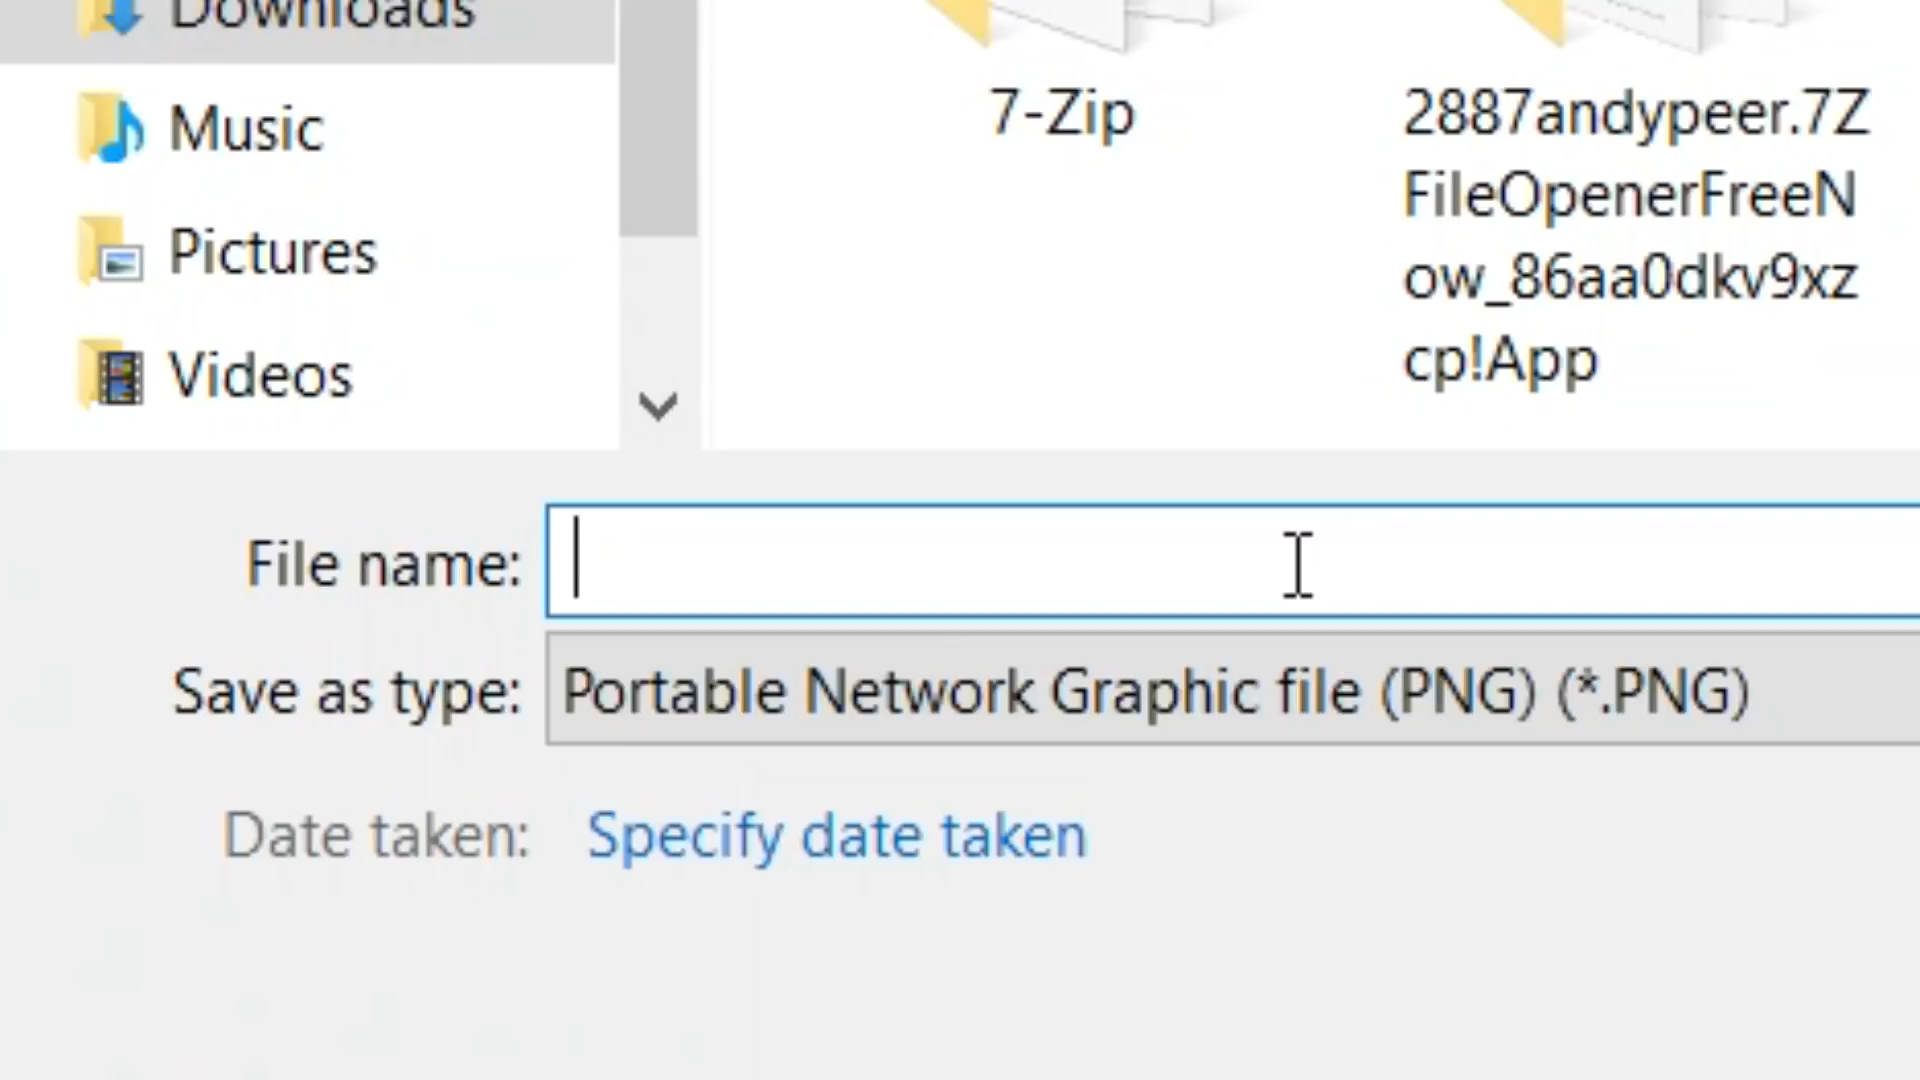 Downloads
Music
Pictures
Videos
7-Zip
2887andypeer.7Z
FileOpenerFreeN
ow_86aa0dkv9xz
cp!App
File name:
Save as type: Portable Network Graphic file (PNG) (*.PNG)
Date taken: Specify date taken